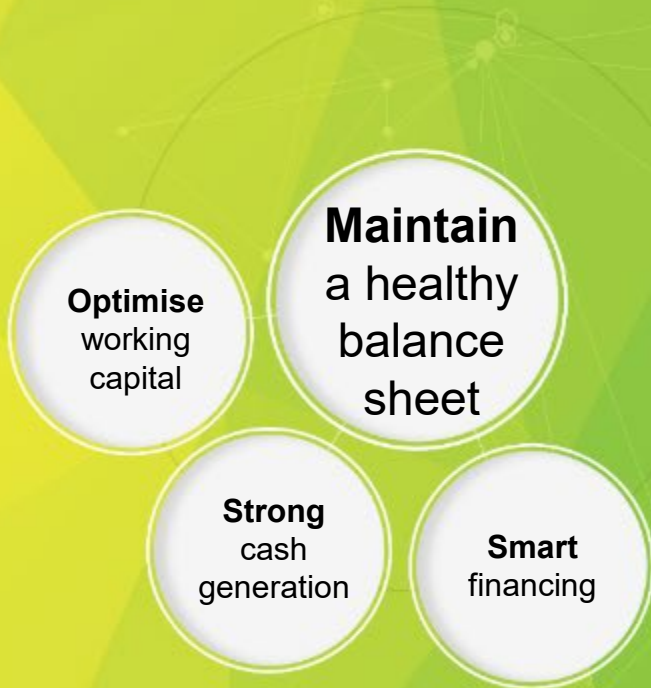 Maintain
a healthy
balance
sheet
Optimise
working
capital
Strong
cash
generation
Smart
financing